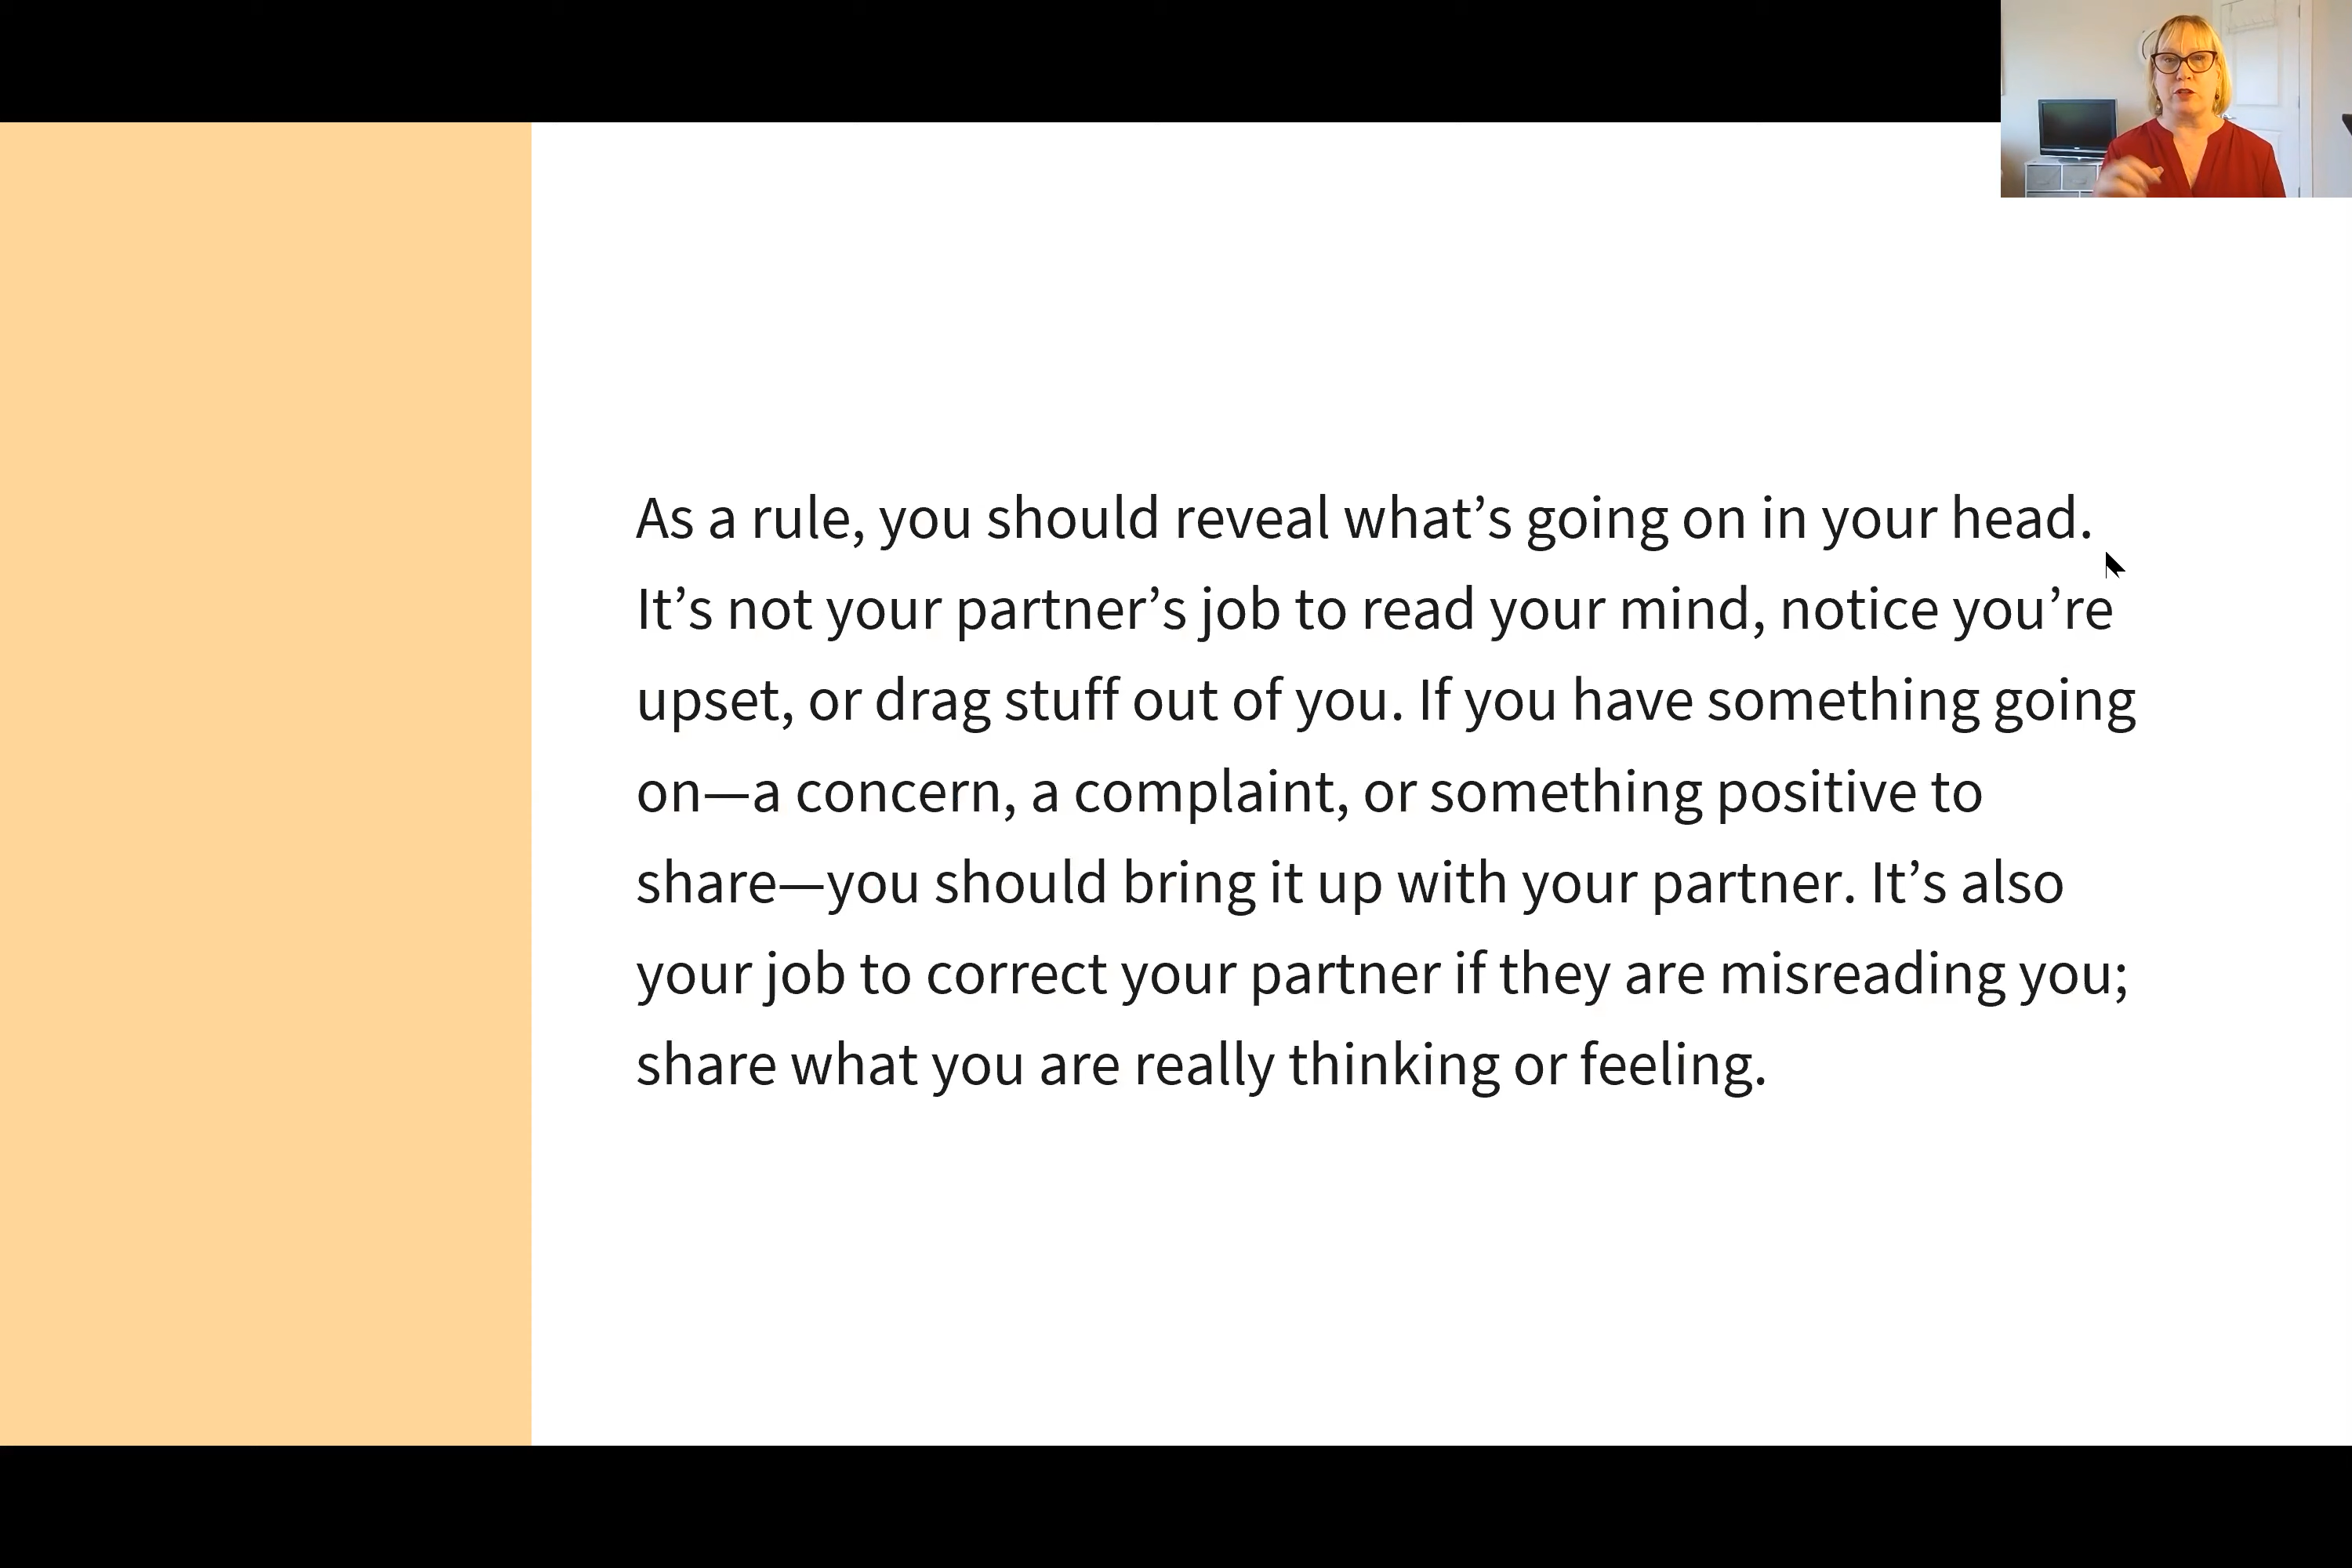 As a rule, you should reveal what’s going on in your head.
It’s not your partner’s job to read your mind, notice you’re
upset, or drag stuff out of you. If you have something going
on—a concern, a complaint, or something positive to
share—you should bring it up with your partner. It’s also
your job to correct your partner if they are misreading you;
share what you are really thinking or feeling.